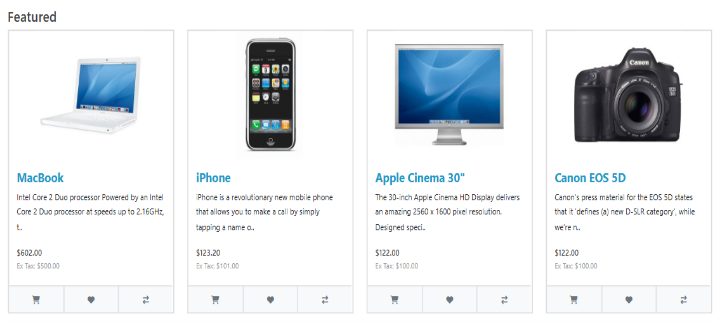 Featured
MacBook
Intel Core 2 Duo processor Powered by an Intel
Core 2 Duo processor at speeds up to 2.16GHz,
t..
$602.00
Ex Tax: $500.00
iPhone
iPhone is a revolutionary new mobile phone
that allows you to make a call by simply
tapping a name o..
$123.20
Ex Tax: $101.00
Apple Cinema 30"
The 30-inch Apple Cinema HD Display delivers
an amazing 2560 x 1600 pixel resolution.
Designed speci..
$122.00
Ex Tax: $100.00
Canon
Canon EOS 5D
Canon's press material for the EOS 5D states
that it 'defines (a) new D-SLR category', while
we're n..
$122.00
Ex Tax: $100.00